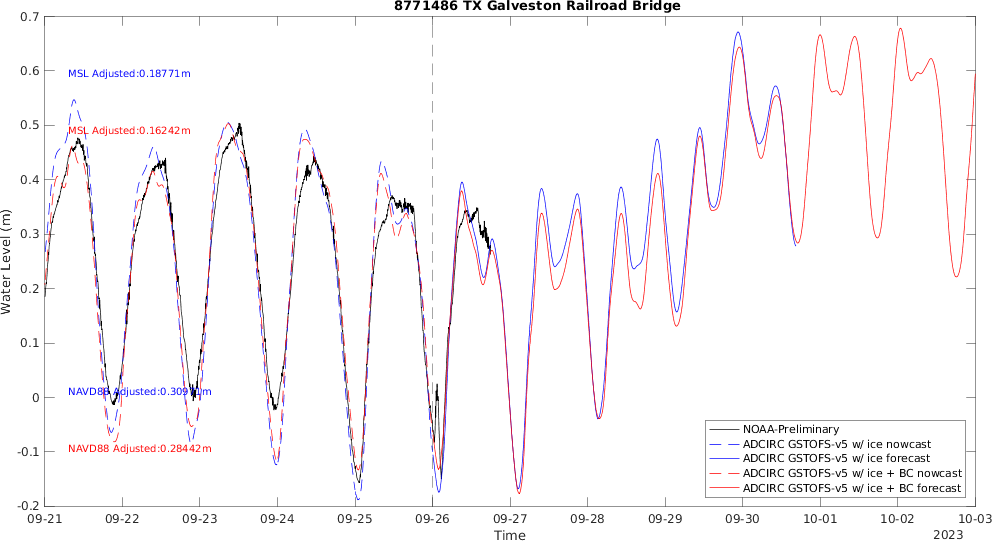 8771486 TX Galveston Railroad Bridge
0.7
0.6
0.5
0.4
0.3
0.2
0.1
0
-0.1
-0.2
Water Level (m)
MSL Adjusted:0.18771m
MSL Adjusted:0.16242m
NAVD88 Adjusted:
NAVD88 Adjusted:0.28442m
NOAA-Preliminary
ADCIRC GSTOFS-v5 w/ ice nowcast
ADCIRC GSTOFS-v5 w/ ice forecast
ADCIRC GSTOFS-v5 w/ ice + BC nowcast
ADCIRC GSTOFS-v5 w/ ice + BC forecast
09-21 09-22 09-23 09-24 09-25 09-26 09-27 09-28 09-29 09-30 10-01 10-02 10-03
Time
2023